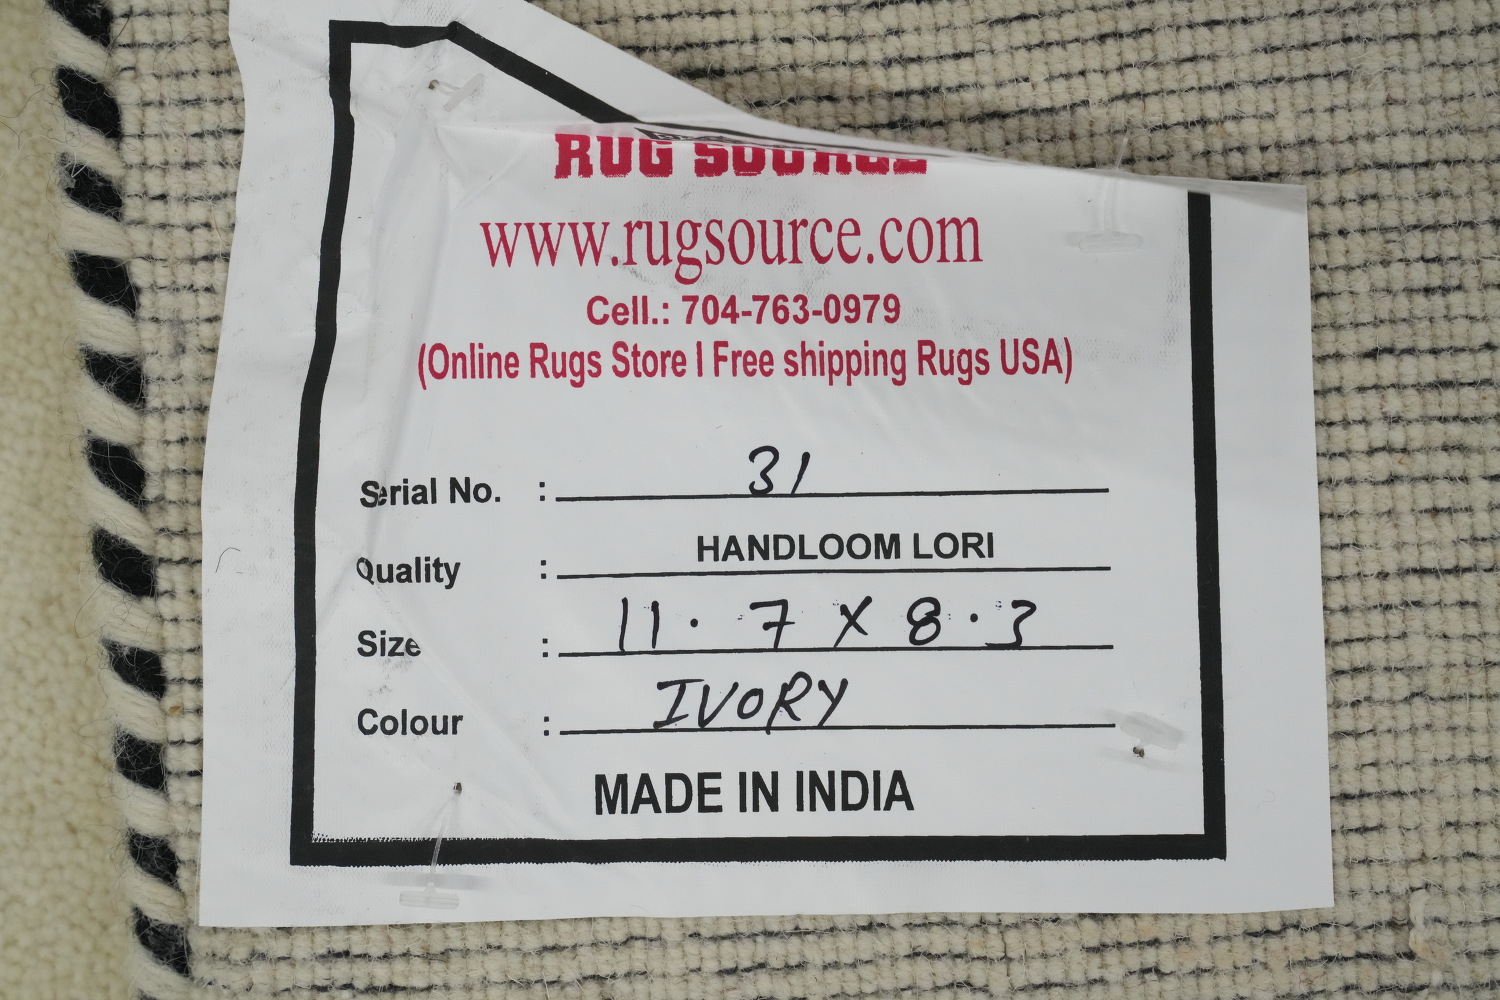 RUG SOURCE
www.rugsource.com
Cell.: 704-763-0979
(Online Rugs Store I Free shipping Rugs USA)
Serial No. : 31
Quality : HANDLOOM LORI
Size : 11. 7 X 8.3
Colour : IVORY
MADE IN INDIA